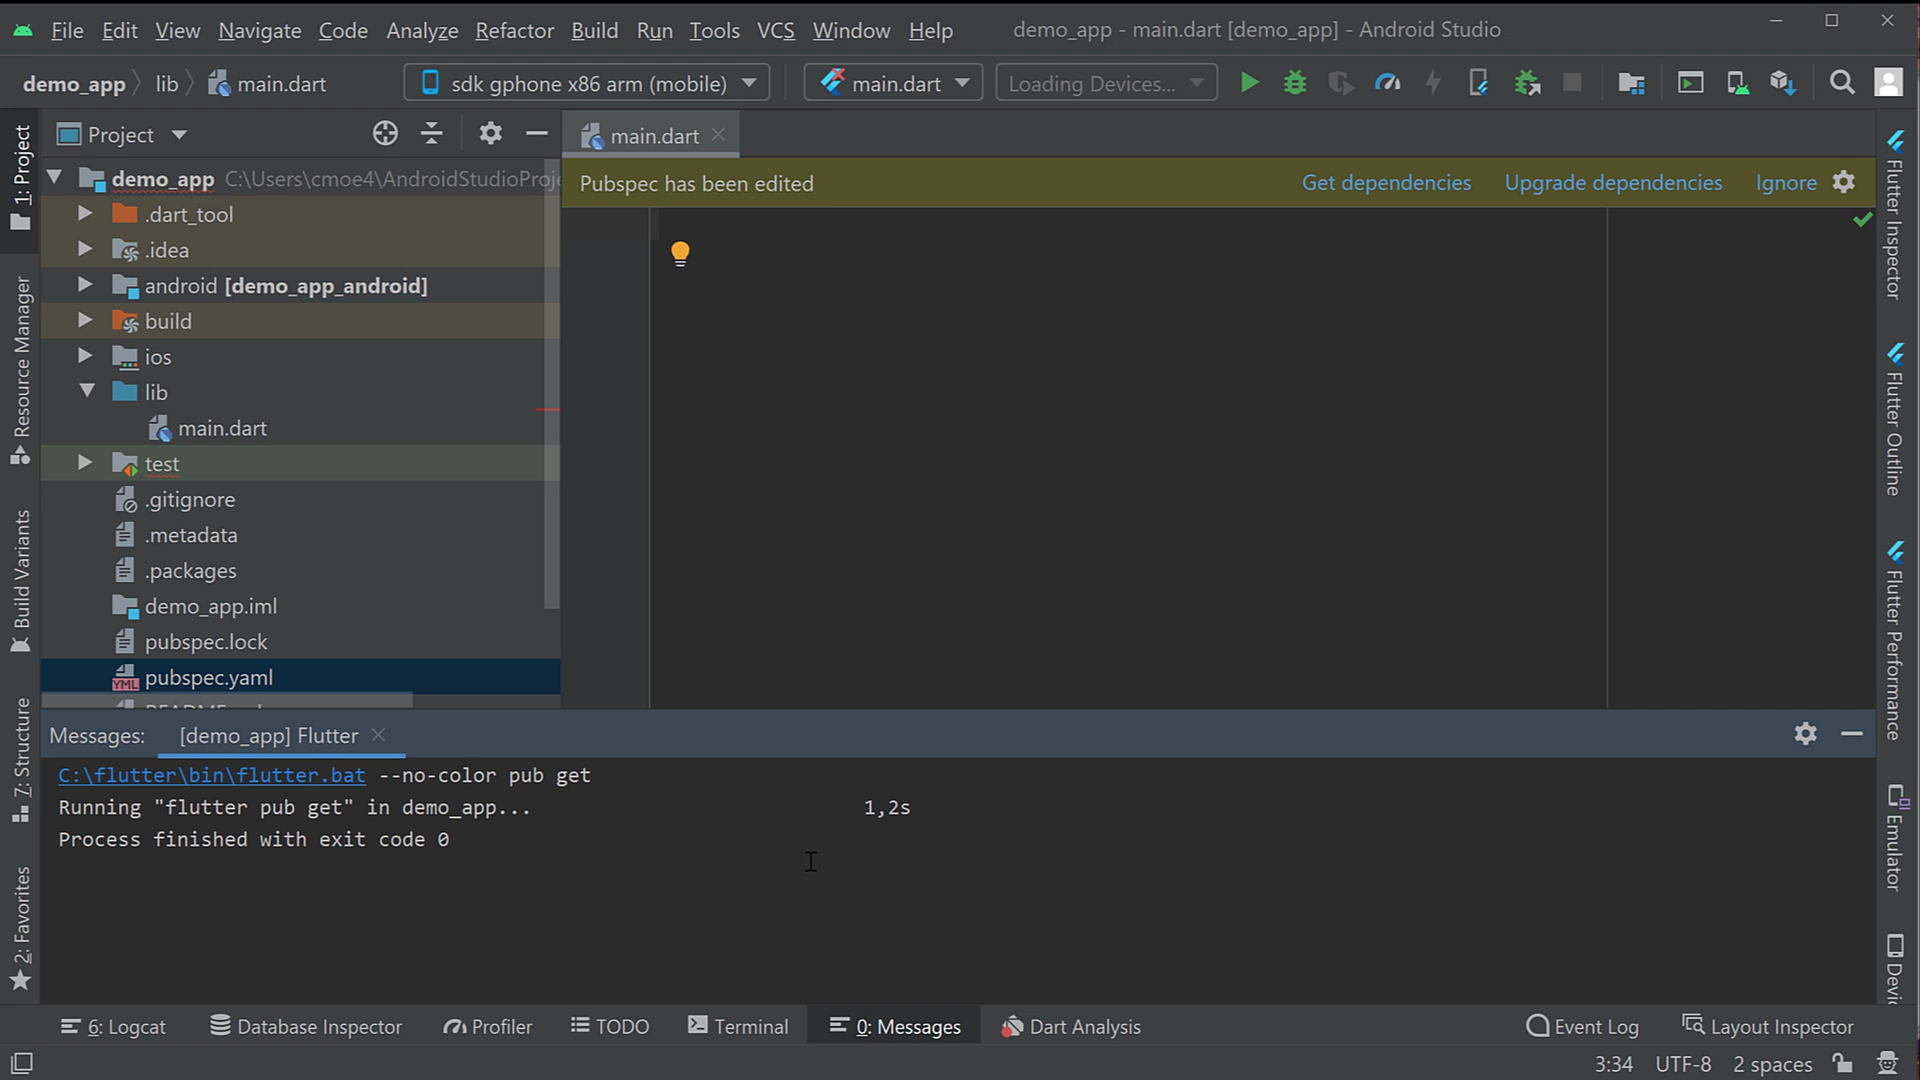 File Edit View Navigate Code Analyze Refactor Build Run Tools VCS Window Help
demo_app - main.dart [demo_app] - Android Studio
demo_app lib main.dart
sdk gphone x86 arm (mobile)
main.dart
Loading Devices...
1: Project
Resource Manager
Build Variants
7: Structure
2: Favorites
Project
demo_app C:\Users\cmoe4\AndroidStudioProje
.dart_tool
.idea
android [demo_app_android]
build
ios
lib
main.dart
test
.gitignore
.metadata
.packages
demo_app.iml
pubspec.lock
YML pubspec.yaml
main.dart
Pubspec has been edited
Get dependencies Upgrade dependencies Ignore
Flutter Inspector
Flutter Outline
Flutter Performance
Emulator
Messages: [demo_app] Flutter
C:\flutter\bin\flutter.bat --no-color pub get
Running "flutter pub get" in demo_app... 1,2s
Process finished with exit code 0
6: Logcat Database Inspector Profiler TODO Terminal 0: Messages Dart Analysis
Event Log Layout Inspector
3:34 UTF-8 2 spaces